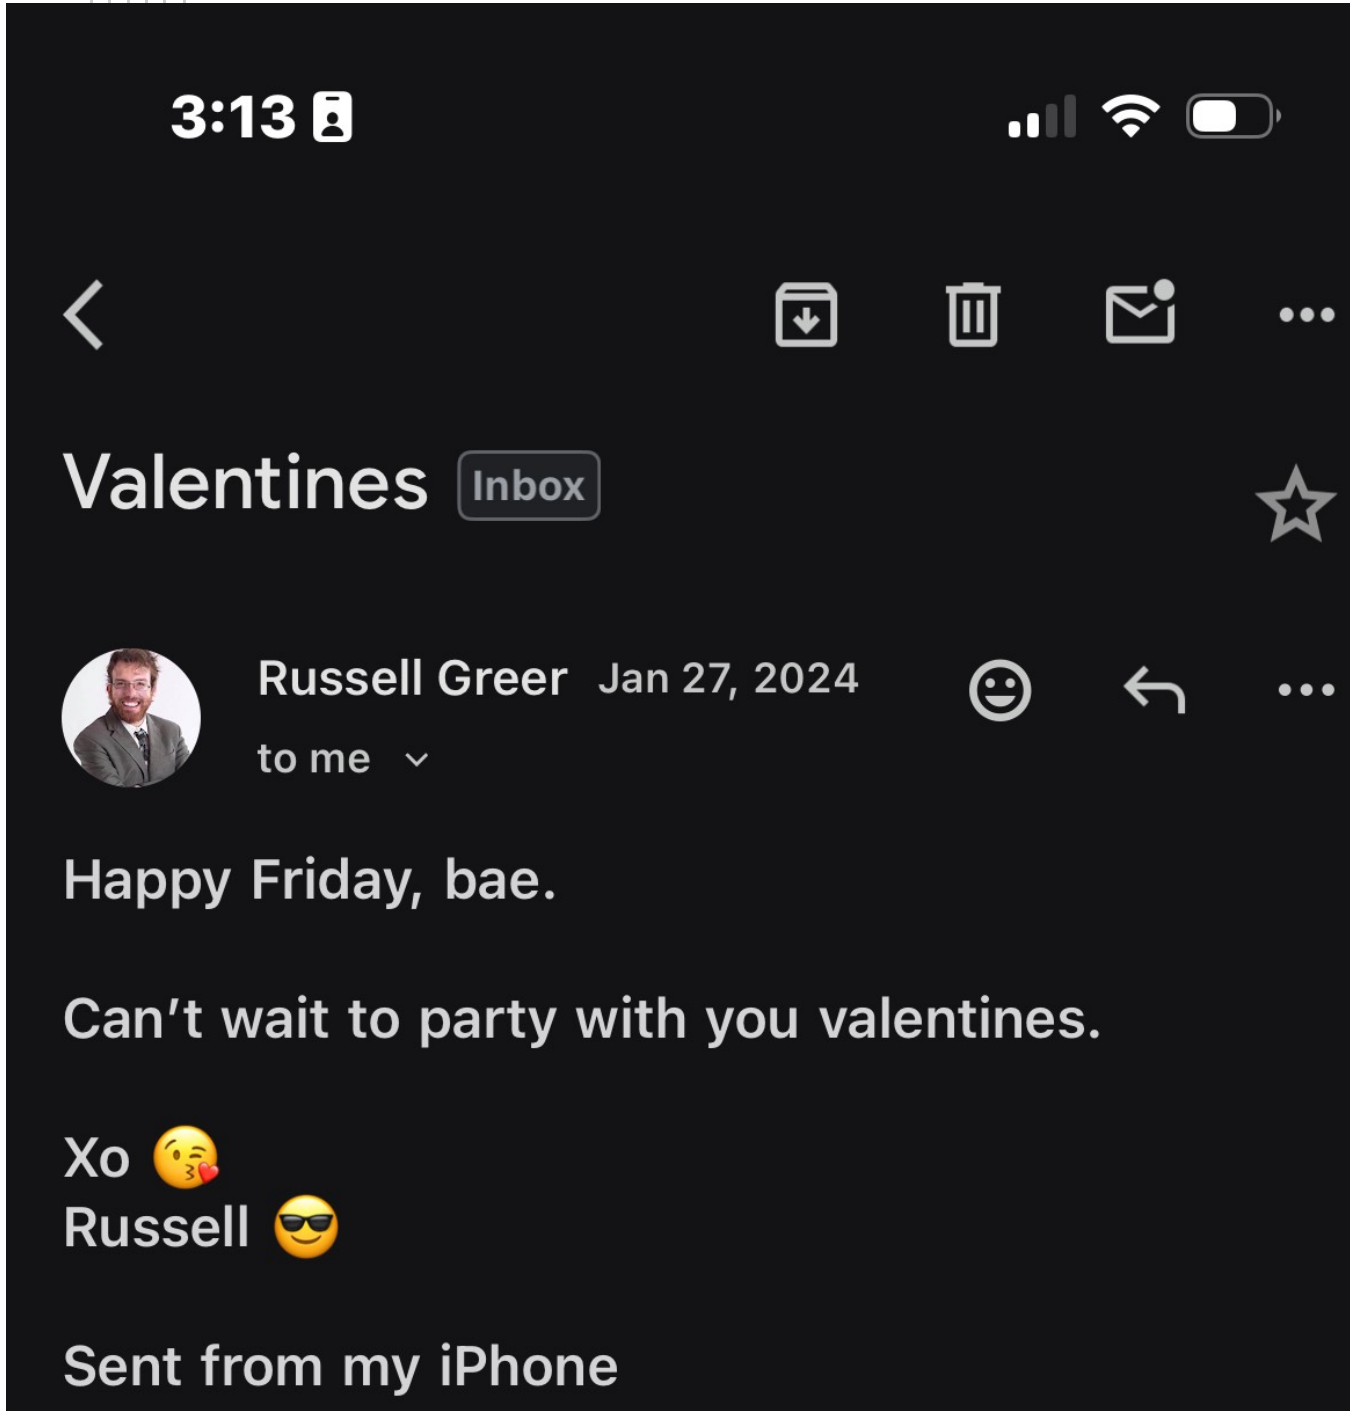 3:13
Valentines Inbox
Russell Greer Jan 27, 2024
to me
Happy Friday, bae.
Can’t wait to party with you valentines.
Xo 😘
Russell 😎
Sent from my iPhone